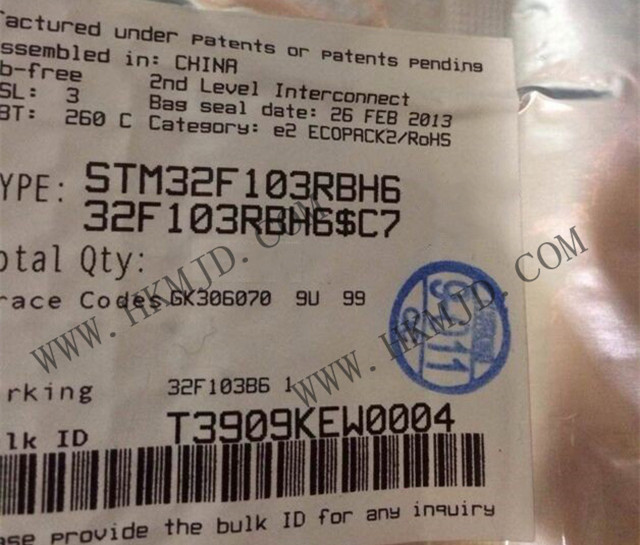 factured under patents or patents pending
ssembled in: CHINA
b-free 2nd Level Interconnect
SL: 3 Bag seal date: 26 FEB 2013
BT: 260 C Category: e2 ECOPACK2/RoHS
YPE: STM32F103RBH6
32F103RBH6$C7
otal Qty:
race Codes GK306070 9U 99
rking 32F103B6 1
lk ID T3909KEW0004
ase provide the bulk ID for any inquiry
WWW.HKMJD.COM
WWW.HKMJD.COM